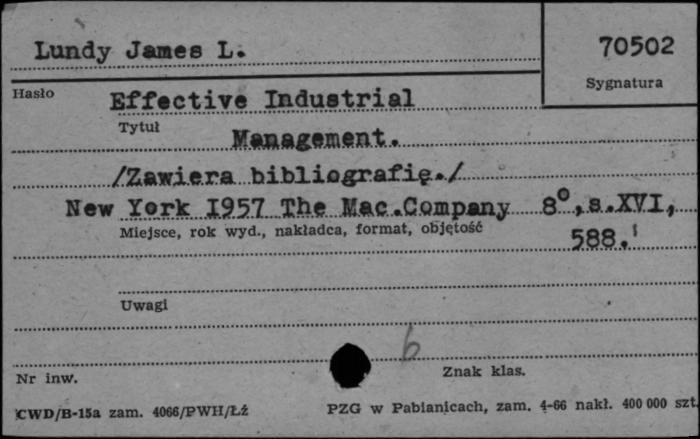 Lundy James L.
70502
Sygnatura
Hasło
Effective Industrial
Tytuł
Management.
/Zawiera bibliografię./
New York 1957 The Mac.Company 8°,s.XVI,
Miejsce, rok wyd., nakładca, format, objętość
588.
Uwagi
6
Nr inw.
Znak klas.
CWD/B-15a zam. 4066/PWH/Łź
PZG w Pabianicach, zam. 4-66 nakł. 400 000 szt.